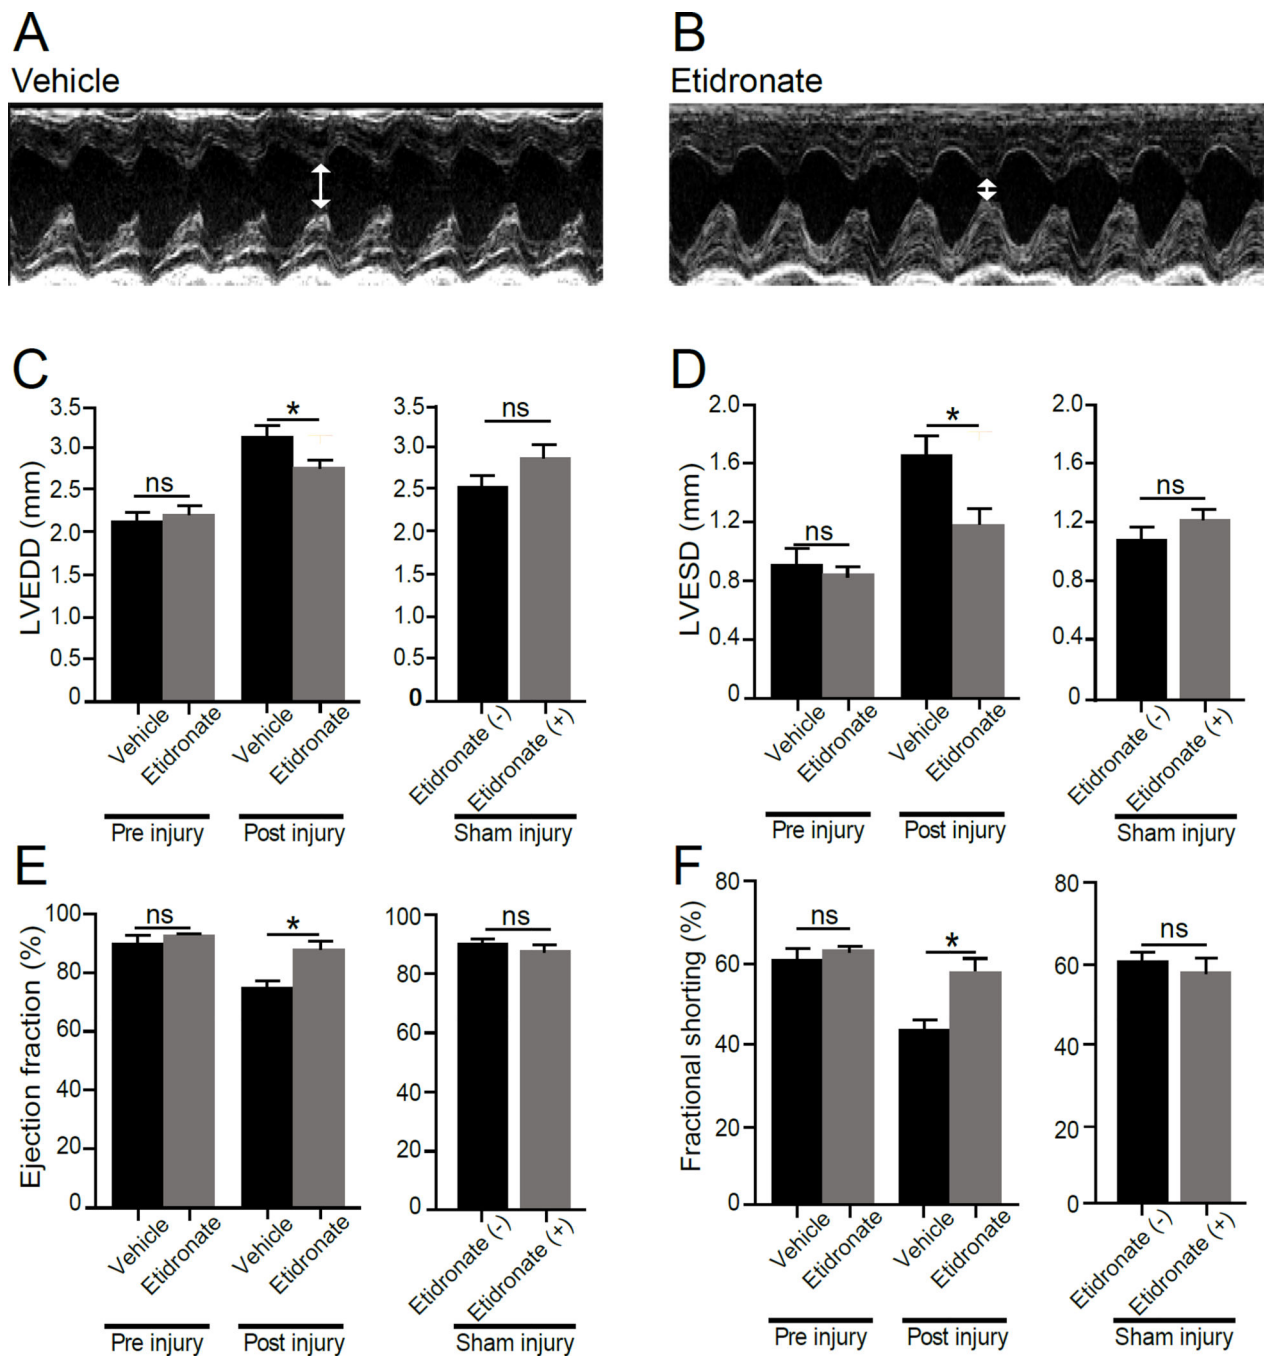 A
Vehicle
B
Etidronate
C
LVEDD (mm)
3.5
3.0
2.5
2.0
1.5
1.0
0.5
0
ns
*
Vehicle
Etidronate
Vehicle
Etidronate
Pre injury
Post injury
3.5
3.0
2.5
2.0
1.5
1.0
0.5
0
ns
Etidronate (-)
Etidronate (+)
Sham injury
D
LVESD (mm)
2.0
1.6
1.2
0.8
0.4
0
ns
*
Vehicle
Etidronate
Vehicle
Etidronate
Pre injury
Post injury
2.0
1.6
1.2
0.8
0.4
0
ns
Etidronate (-)
Etidronate (+)
Sham injury
E
Ejection fraction (%)
100
80
60
40
20
0
ns
*
Vehicle
Etidronate
Vehicle
Etidronate
Pre injury
Post injury
100
80
60
40
20
0
ns
Etidronate (-)
Etidronate (+)
Sham injury
F
Fractional shorting (%)
80
60
40
20
0
ns
*
Vehicle
Etidronate
Vehicle
Etidronate
Pre injury
Post injury
80
60
40
20
0
ns
Etidronate (-)
Etidronate (+)
Sham injury